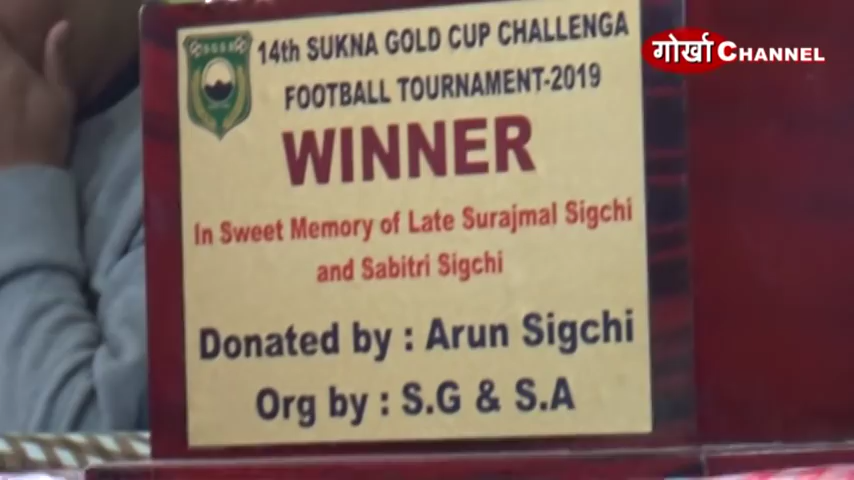 गोर्खा CHANNEL
14th SUKNA GOLD CUP CHALLENGA
FOOTBALL TOURNAMENT-2019
WINNER
In Sweet Memory of Late Surajmal Sigchi
and Sabitri Sigchi
Donated by : Arun Sigchi
Org by : S.G & S.A